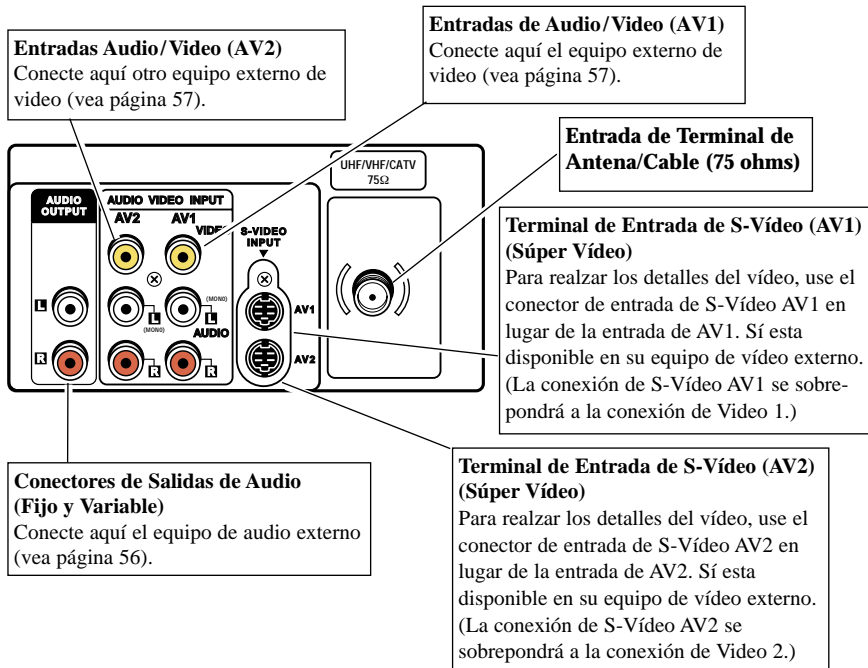 Entradas Audio/Video (AV2)
Conecte aquí otro equipo externo de
video (vea página 57).
Entradas de Audio/Video (AV1)
Conecte aquí el equipo externo de
video (vea página 57).
Entrada de Terminal de
Antena/Cable (75 ohms)
UHF/VHF/CATV
75Ω
AUDIO
OUTPUT
AUDIO VIDEO INPUT
AV2
AV1
VIDEO
S-VIDEO
INPUT
L
L
(MONO)
(MONO)
L
AUDIO
AV1
R
R
R
AV2
Terminal de Entrada de S-Vídeo (AV1)
(Súper Vídeo)
Para realzar los detalles del vídeo, use el
conector de entrada de S-Vídeo AV1 en
lugar de la entrada de AV1. Sí esta
disponible en su equipo de vídeo externo.
(La conexión de S-Vídeo AV1 se sobre-
pondrá a la conexión de Video 1.)
Conectores de Salidas de Audio
(Fijo y Variable)
Conecte aquí el equipo de audio externo
(vea página 56).
Terminal de Entrada de S-Vídeo (AV2)
(Súper Vídeo)
Para realzar los detalles del vídeo, use el
conector de entrada de S-Vídeo AV2 en
lugar de la entrada de AV2. Sí esta
disponible en su equipo de vídeo externo.
(La conexión de S-Vídeo AV2 se
sobrepondrá a la conexión de Video 2.)